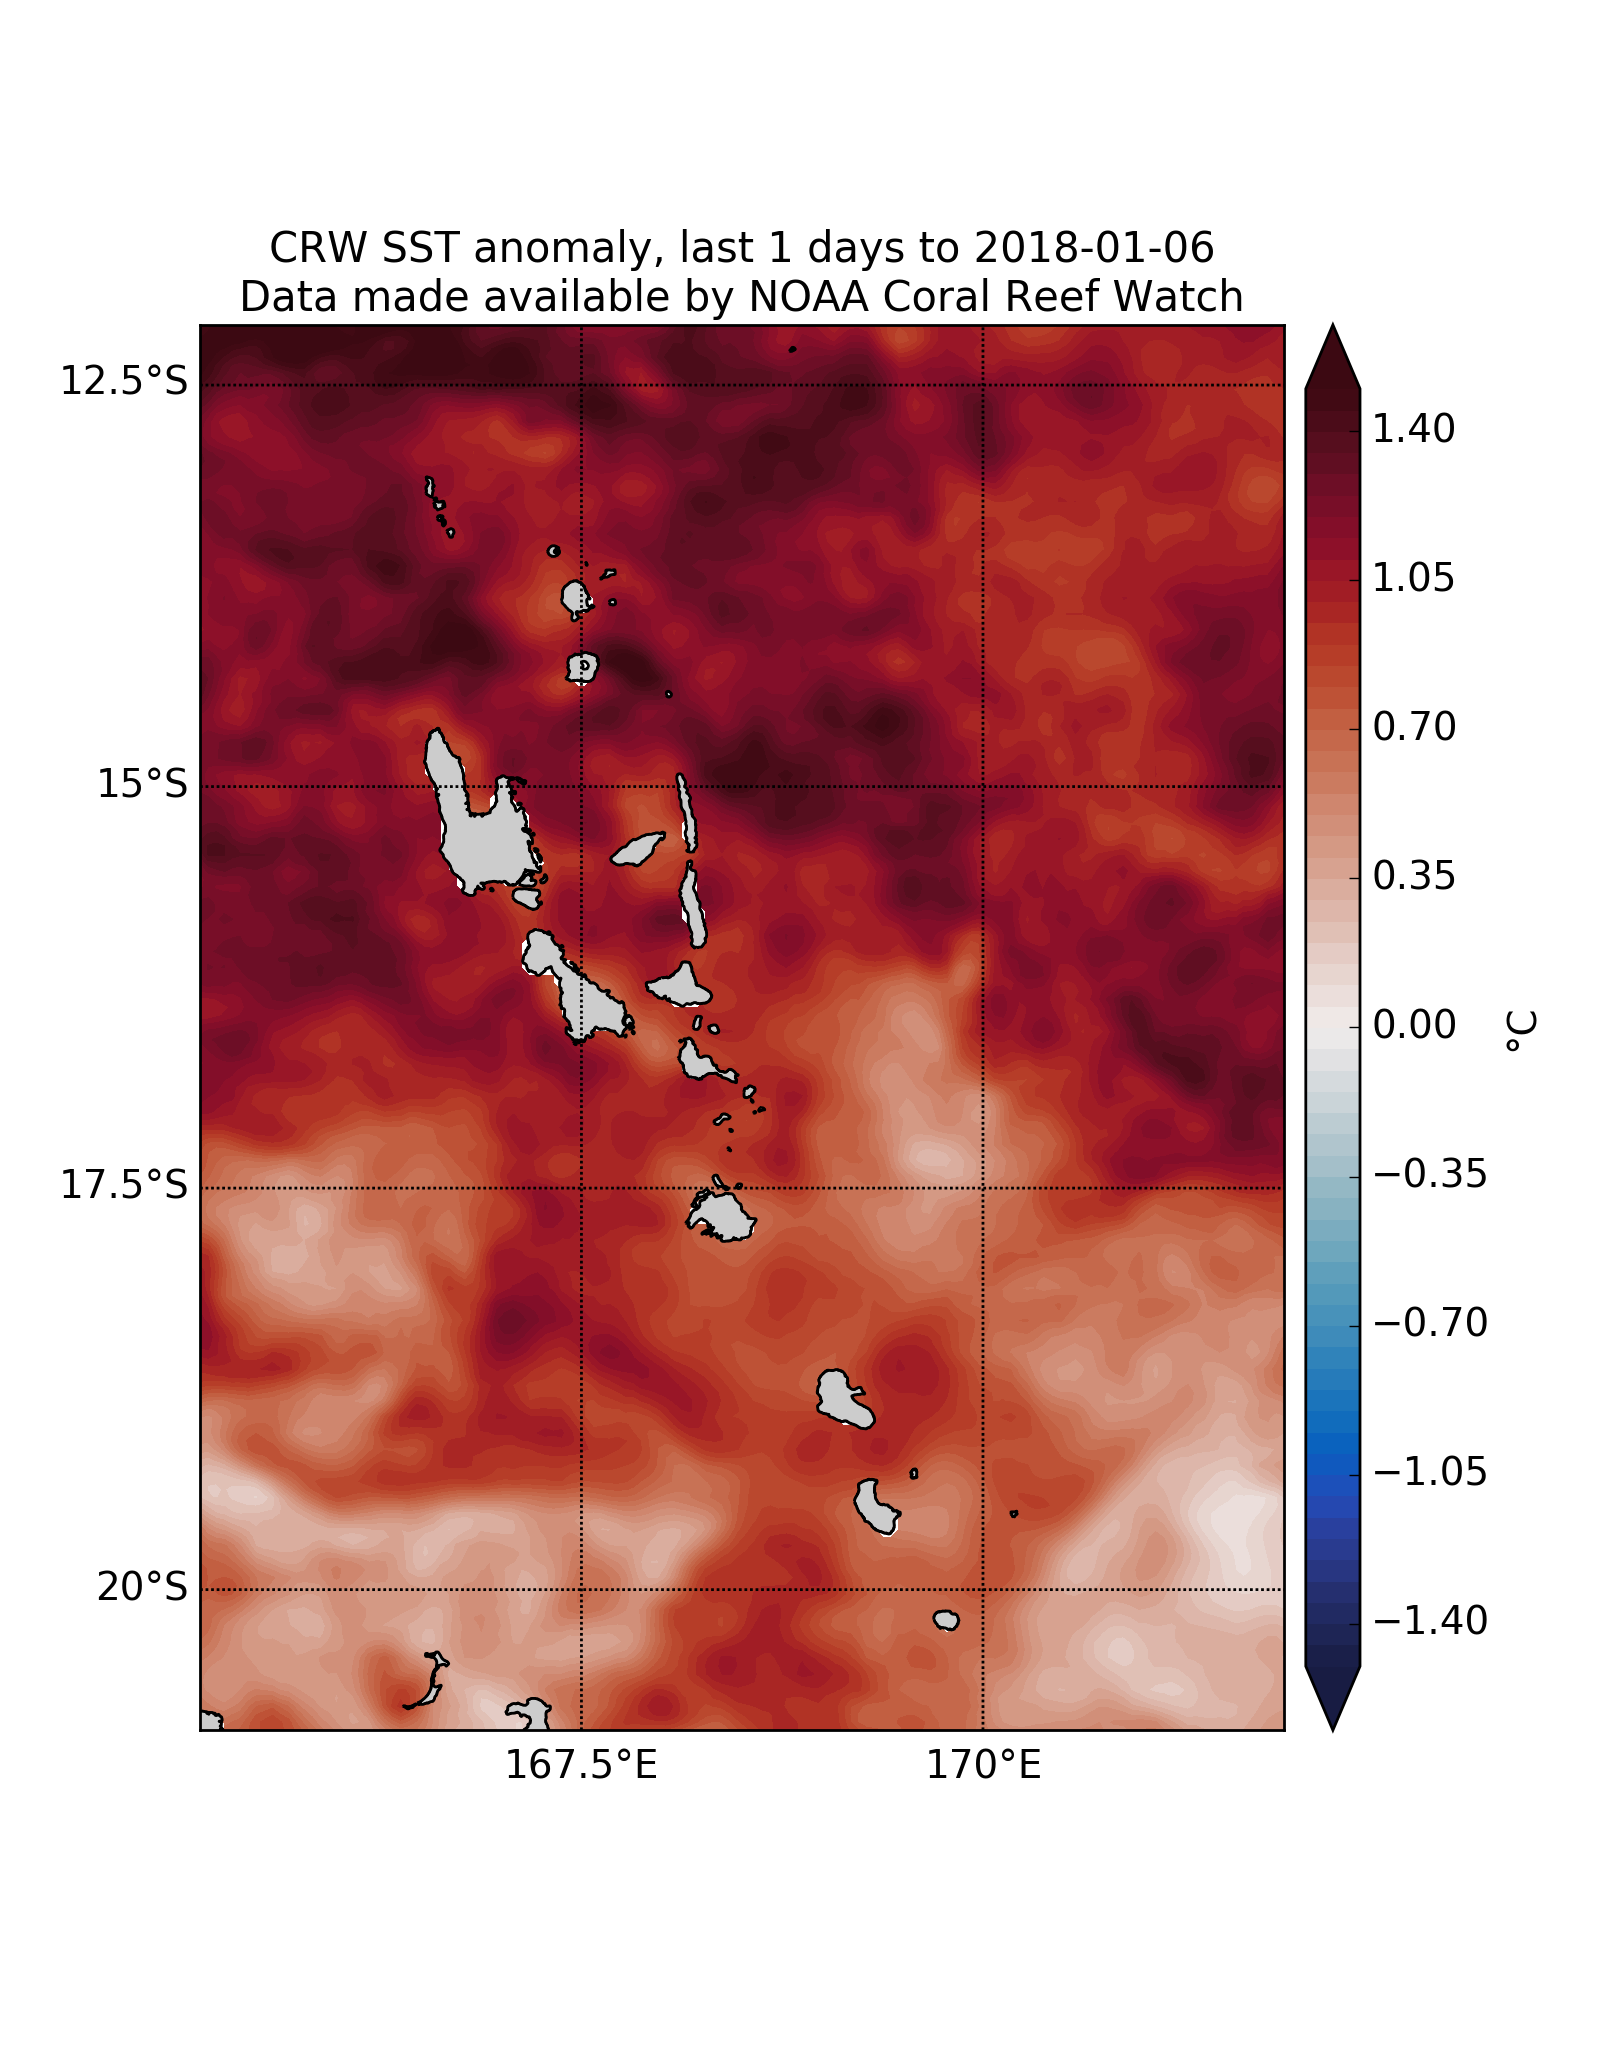 CRW SST anomaly, last 1 days to 2018-01-06
Data made available by NOAA Coral Reef Watch
12.5°S
15°S
17.5°S
20°S
167.5°E
170°E
1.40
1.05
0.70
0.35
0.00
−0.35
−0.70
−1.05
−1.40
°C